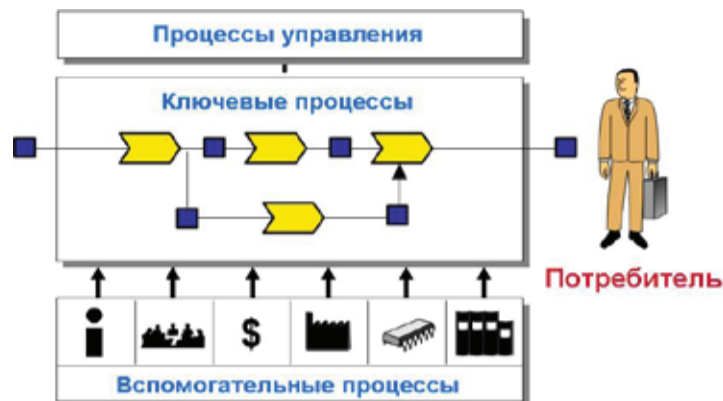 Процессы управления
Ключевые процессы
Потребитель
$
Вспомогательные процессы